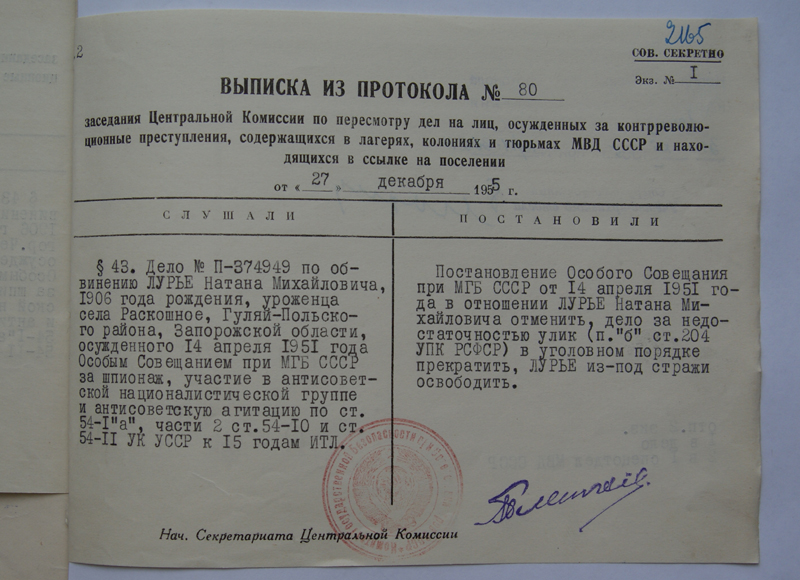 2165
.2
СОВ. СЕКРЕТНО
Экз. № I
ВЫПИСКА ИЗ ПРОТОКОЛА № 80
заседания Центральной Комиссии по пересмотру дел на лиц, осужденных за контрреволю-
ционные преступления, содержащихся в лагерях, колониях и тюрьмах МВД СССР и нахо-
дящихся в ссылке на поселении
от « 27 » декабря 1955 г.
СЛУШАЛИ
§ 43. Дело № П-374949 по об-
винению ЛУРЬЕ Натана Михайловича,
1906 года рождения, уроженца
села Раскошное, Гуляй-Польско-
го района, Запорожской области,
осужденного 14 апреля 1951 года
Особым Совещанием при МГБ СССР
за шпионаж, участие в антисовет-
ской националистической группе
и антисоветскую агитацию по ст.
54-I"а", части 2 ст.54-10 и ст.
54-II УК УССР к 15 годам ИТЛ.
ПОСТАНОВИЛИ
Постановление Особого Совещания
при МГБ СССР от 14 апреля 1951 го-
да в отношении ЛУРЬЕ Натана Ми-
хайловича отменить, дело за недо-
статочностью улик (п."б" ст.204
УПК РСФСР) в уголовном порядке
прекратить, ЛУРЬЕ из-под стражи
освободить.
Нач. Секретариата Центральной Комиссии